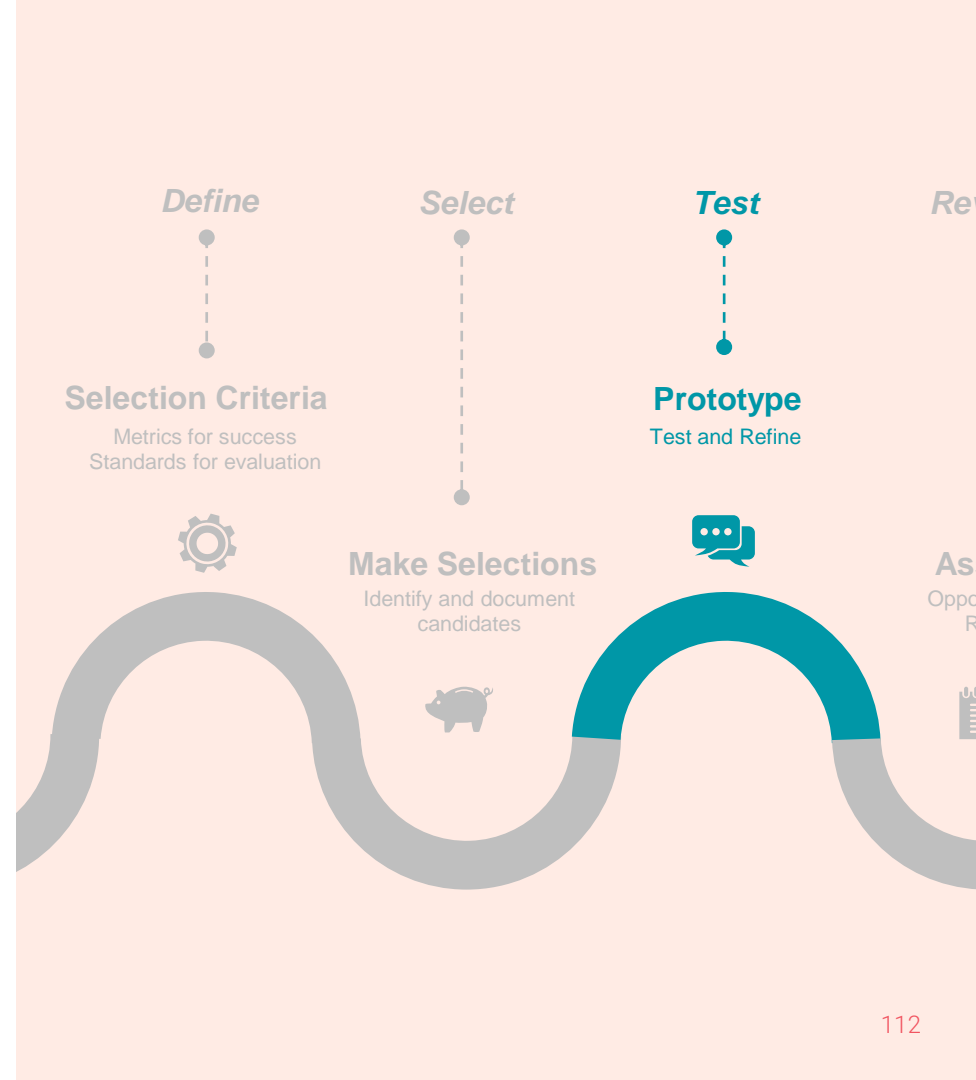 Define
Select
Test
Selection Criteria
Metrics for success
Standards for evaluation
Prototype
Test and Refine
Make Selections
Identify and document
candidates
112